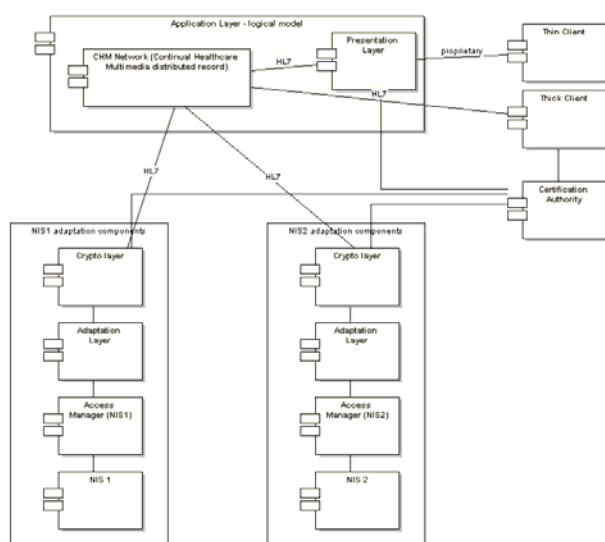 Application Layer - logical model
CHM Network (Continual Healthcare
Multimedia distributed record)
HL7
Presentation
Layer
proprietary
Thin Client
HL7
Thick Client
HL7
HL7
Certification
Authority
NIS1 adaptation components
Crypto layer
Adaptation
Layer
Access
Manager (NIS1)
NIS 1
NIS2 adaptation components
Crypto layer
Adaptation
Layer
Access
Manager (NIS2)
NIS 2